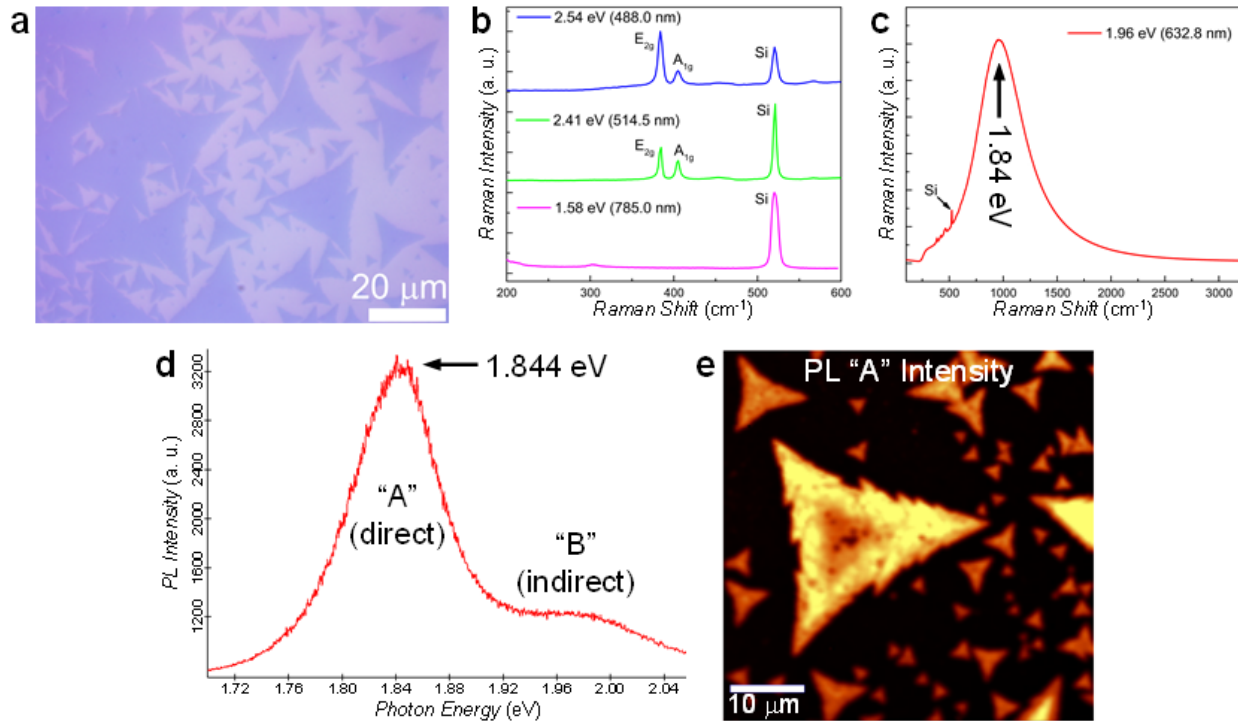 a
20 μm
b
2.54 eV (488.0 nm)
E2g
A1g
Si
2.41 eV (514.5 nm)
E2g
A1g
Si
1.58 eV (785.0 nm)
Si
Raman Intensity (a. u.)
200 300 400 500 600
Raman Shift (cm-1)
c
1.96 eV (632.8 nm)
1.84 eV
Si
Raman Intensity (a. u.)
500 1000 1500 2000 2500 3000
Raman Shift (cm-1)
d
1.844 eV
"A"
(direct)
"B"
(indirect)
PL Intensity (a. u.)
3200
2800
2400
2000
1600
1200
1.72 1.76 1.80 1.84 1.88 1.92 1.96 2.00 2.04
Photon Energy (eV)
e
PL "A" Intensity
10 μm